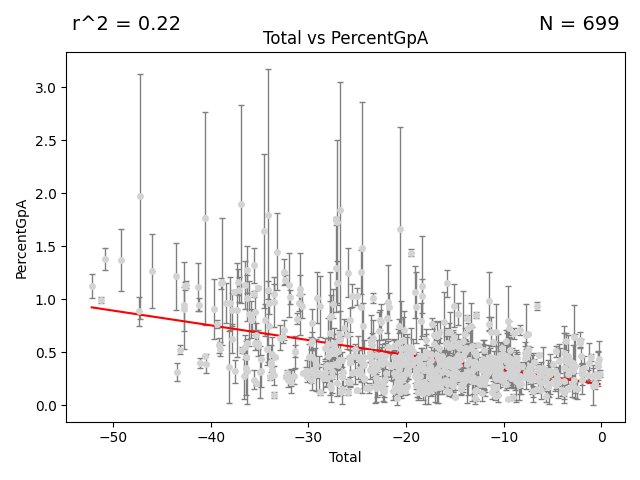 r^2 = 0.22
N = 699
Total vs PercentGpA
3.0
2.5
2.0
1.5
1.0
0.5
0.0
PercentGpA
−50
−40
−30
−20
−10
0
Total